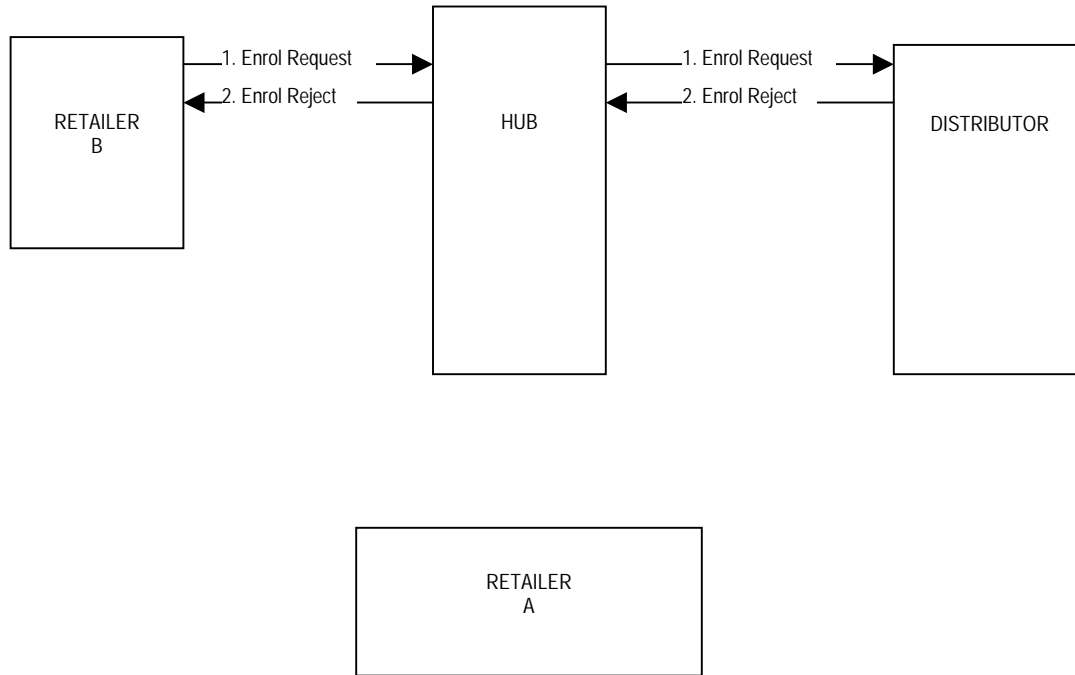 1. Enrol Request
1. Enrol Request
2. Enrol Reject
2. Enrol Reject
RETAILER
B
HUB
DISTRIBUTOR
RETAILER
A